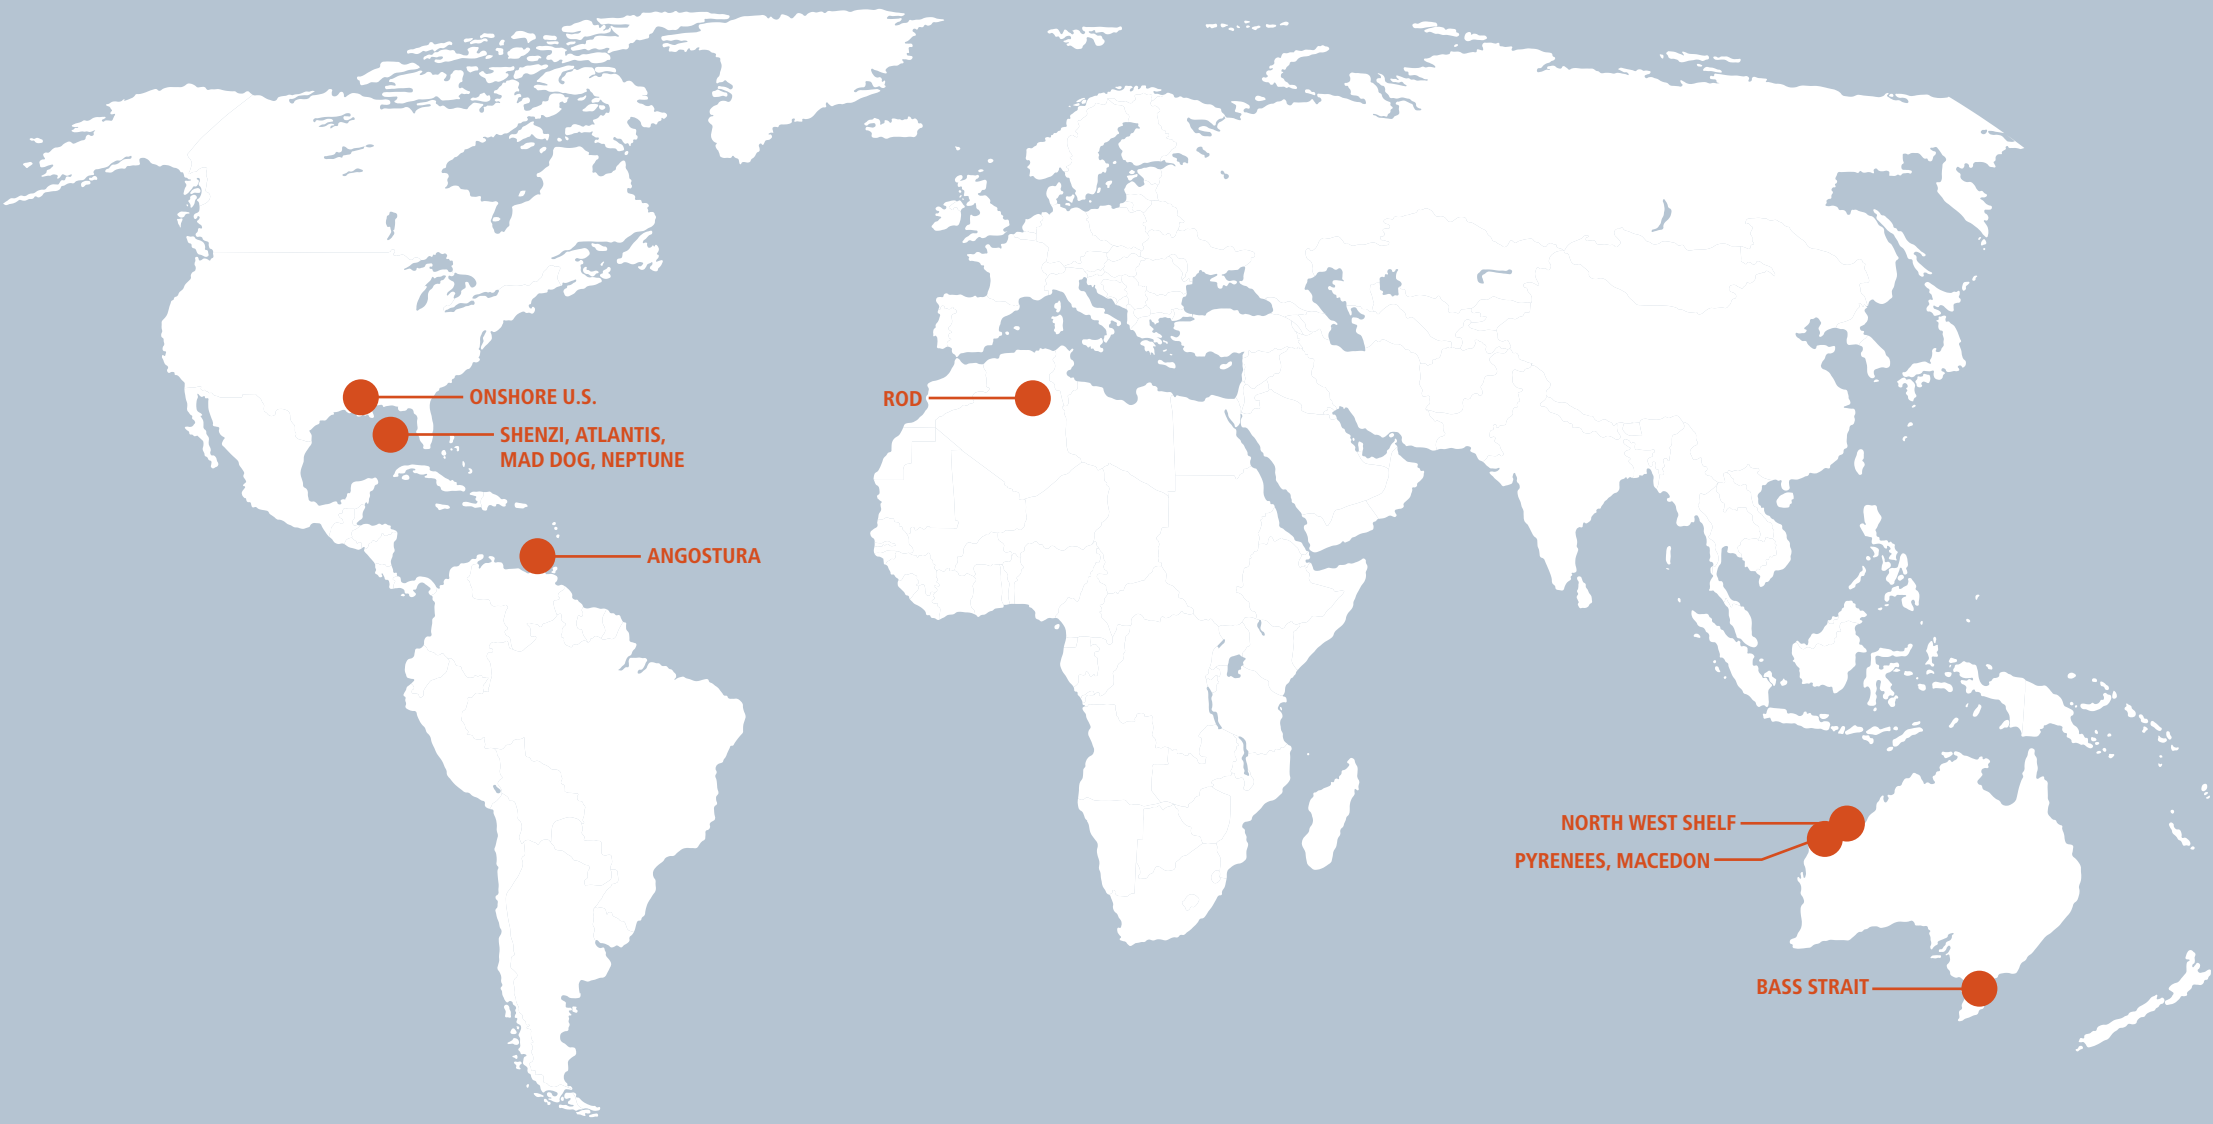 ONSHORE U.S.
ROD
SHENZI, ATLANTIS,
MAD DOG, NEPTUNE
ANGOSTURA
NORTH WEST SHELF
PYRENEES, MACEDON
BASS STRAIT